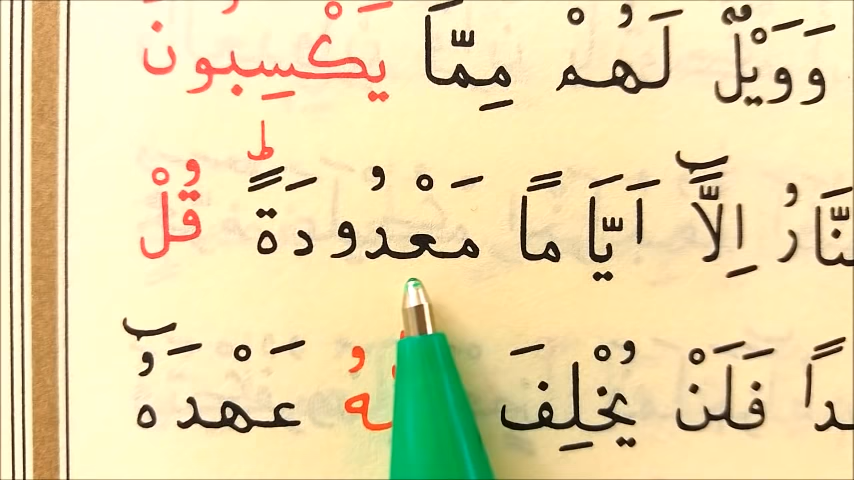 وَوَيْلٌ لَهُمْ مِمَّا يَكْسِبُونَ
النَّارُ اِلَّٓا اَيَّامًا مَعْدُودَةًۜ قُلْ
فَلَنْ يُخْلِفَ عَهْدَهُٓ